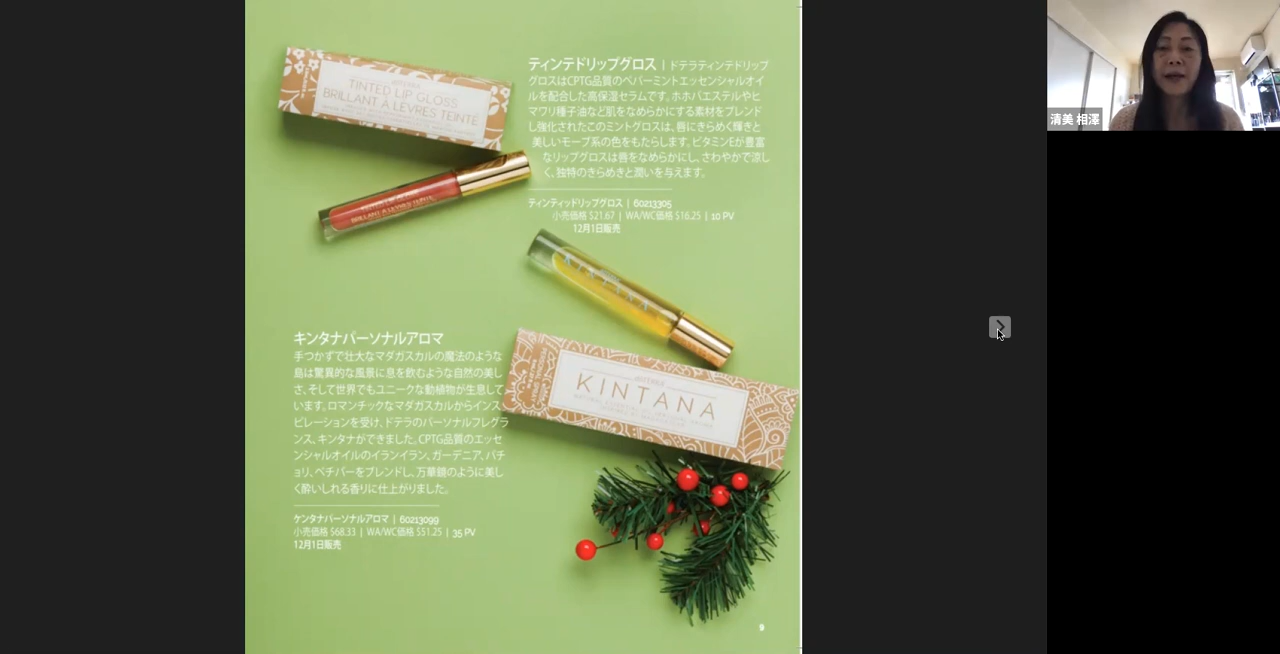 ティンテドリップグロス | ドテラティンテドリップ
グロスはCPTG品質のペパーミントエッセンシャルオイ
ルを配合した高保湿セラムです。ホホバエステルやヒ
マワリ種子油など肌をなめらかにする素材をブレンド
し強化されたこのミントグロスは、唇にきらめく輝きと
美しいモーブ系の色をもたらします。ビタミンEが豊富
なリップグロスは唇をなめらかにし、さわやかで涼し
く、独特のきらめきと潤いを与えます。
ティンティッドリップグロス | 60213305
小売価格 $21.67 | WA/WC価格 $16.25 | 10 PV
12月1日販売
TINTED LIP GLOSS
BRILLANT À LÈVRES TEINTÉ
KINTANA
キンタナパーソナルアロマ
手つかずで壮大なマダガスカルの魔法のような
島は驚異的な風景に息を飲むような自然の美し
さ、そして世界でもユニークな動植物が生息して
います。ロマンチックなマダガスカルからインス
ピレーションを受け、ドテラのパーソナルフレグラ
ンス、キンタナができました。CPTG品質のエッセ
ンシャルオイルのイランイラン、ガーデニア、パチ
ョリ、ベチバーをブレンドし、万華鏡のように美し
く酔いしれる香りに仕上がりました。
ケンタナパーソナルアロマ | 60213099
小売価格 $68.33 | WA/WC価格 $51.25 | 35 PV
12月1日販売
KINTANA
9
清美 相澤